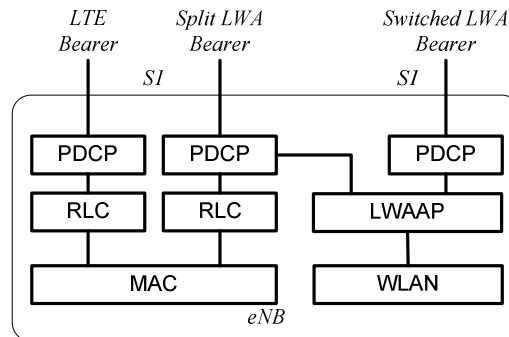 LTE Bearer
Split LWA Bearer
Switched LWA Bearer
S1
S1
PDCP
PDCP
PDCP
RLC
RLC
LWAAP
MAC
WLAN
eNB